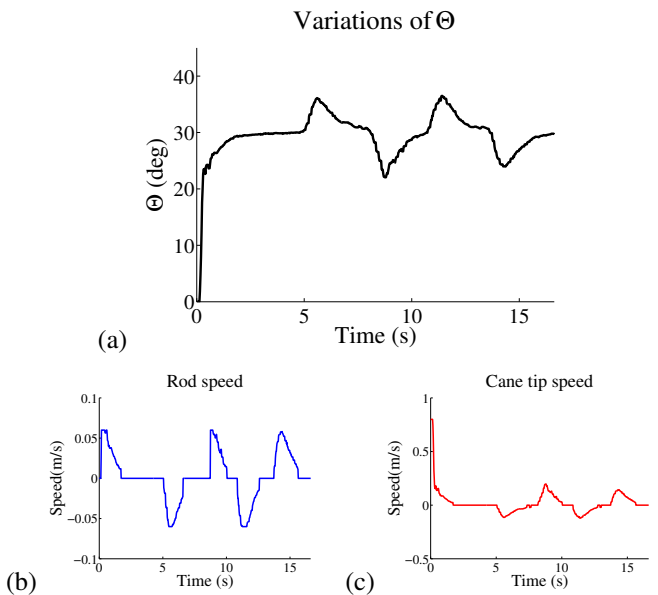 Variations of Θ
40
30
20
10
0
Θ (deg)
0
5
10
15
Time (s)
(a)
Rod speed
0.1
0.05
0
−0.05
−0.1
Speed(m/s)
0
5
10
15
Time (s)
(b)
Cane tip speed
1
0.5
0
−0.5
Speed(m/s)
0
5
10
15
Time (s)
(c)